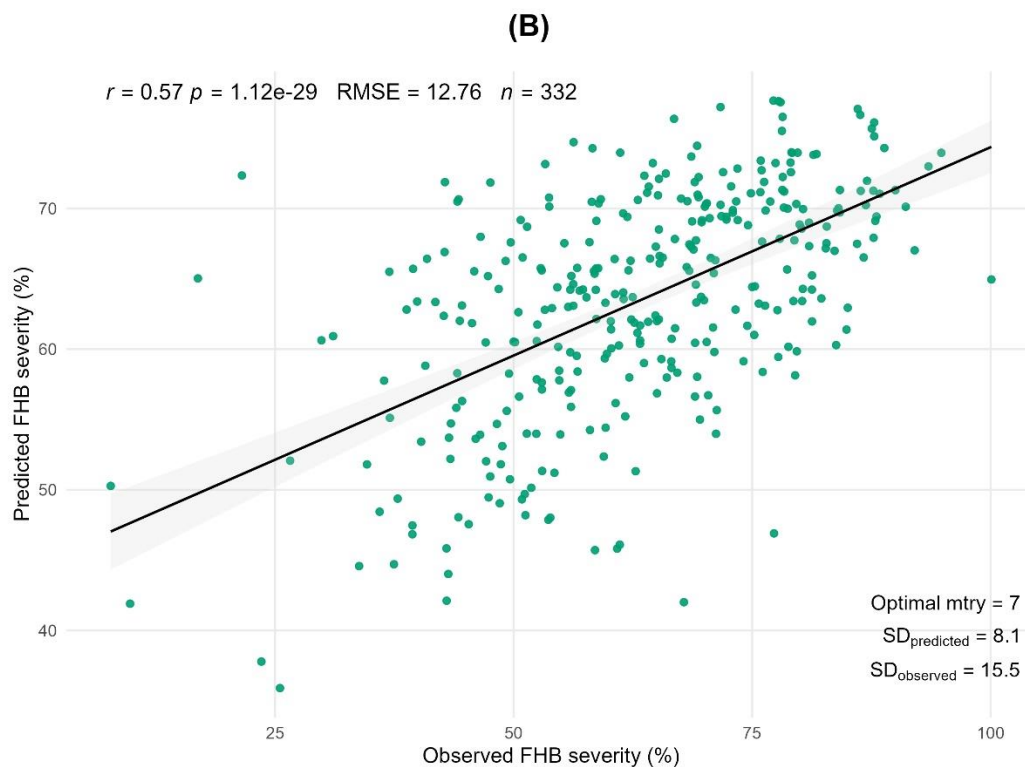 (B)
r = 0.57 p = 1.12e-29 RMSE = 12.76 n = 332
Predicted FHB severity (%)
70
60
50
40
Optimal mtry = 7
SDpredicted = 8.1
SDobserved = 15.5
25 50 75 100
Observed FHB severity (%)